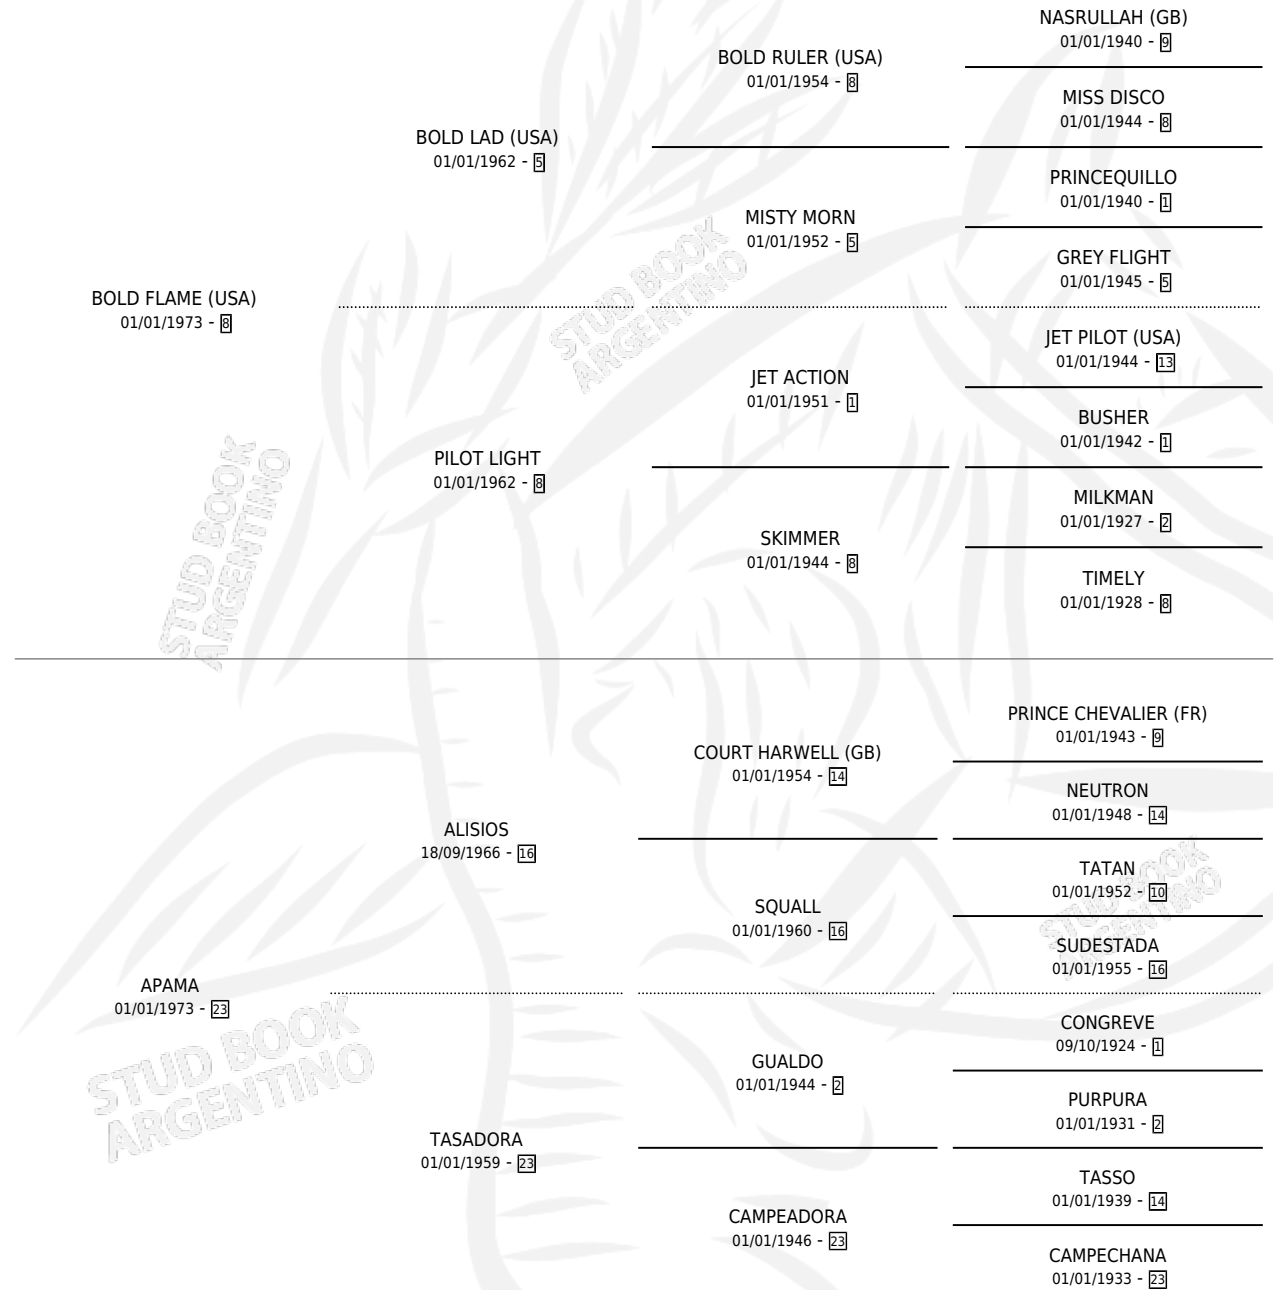 NASRULLAH (GB)
01/01/1940 - 9
BOLD RULER (USA)
01/01/1954 - 8
MISS DISCO
01/01/1944 - 8
BOLD LAD (USA)
01/01/1962 - 5
PRINCEQUILLO
01/01/1940 - 1
MISTY MORN
01/01/1952 - 5
GREY FLIGHT
01/01/1945 - 5
BOLD FLAME (USA)
01/01/1973 - 8
JET PILOT (USA)
01/01/1944 - 13
JET ACTION
01/01/1951 - 1
BUSHER
01/01/1942 - 1
PILOT LIGHT
01/01/1962 - 8
MILKMAN
01/01/1927 - 2
SKIMMER
01/01/1944 - 8
TIMELY
01/01/1928 - 8
STUD BOOK
ARGENTINO
STUD BOOK
ARGENTINO
PRINCE CHEVALIER (FR)
01/01/1943 - 9
COURT HARWELL (GB)
01/01/1954 - 14
NEUTRON
01/01/1948 - 14
ALISIOS
18/09/1966 - 16
TATAN
01/01/1952 - 10
SQUALL
01/01/1960 - 16
SUDESTADA
01/01/1955 - 16
APAMA
01/01/1973 - 23
CONGREVE
09/10/1924 - 1
GUALDO
01/01/1944 - 2
PURPURA
01/01/1931 - 2
TASADORA
01/01/1959 - 23
TASSO
01/01/1939 - 14
CAMPEADORA
01/01/1946 - 23
CAMPECHANA
01/01/1933 - 23
STUD BOOK
ARGENTINO
STUD BOOK
ARGENTINO